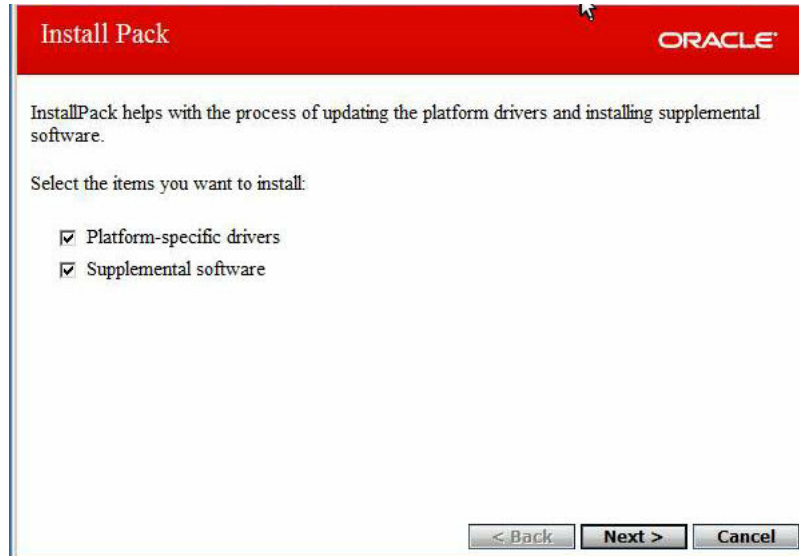 Install Pack
ORACLE
InstallPack helps with the process of updating the platform drivers and installing supplemental
software.
Select the items you want to install:
Platform-specific drivers
Supplemental software
< Back
Next >
Cancel